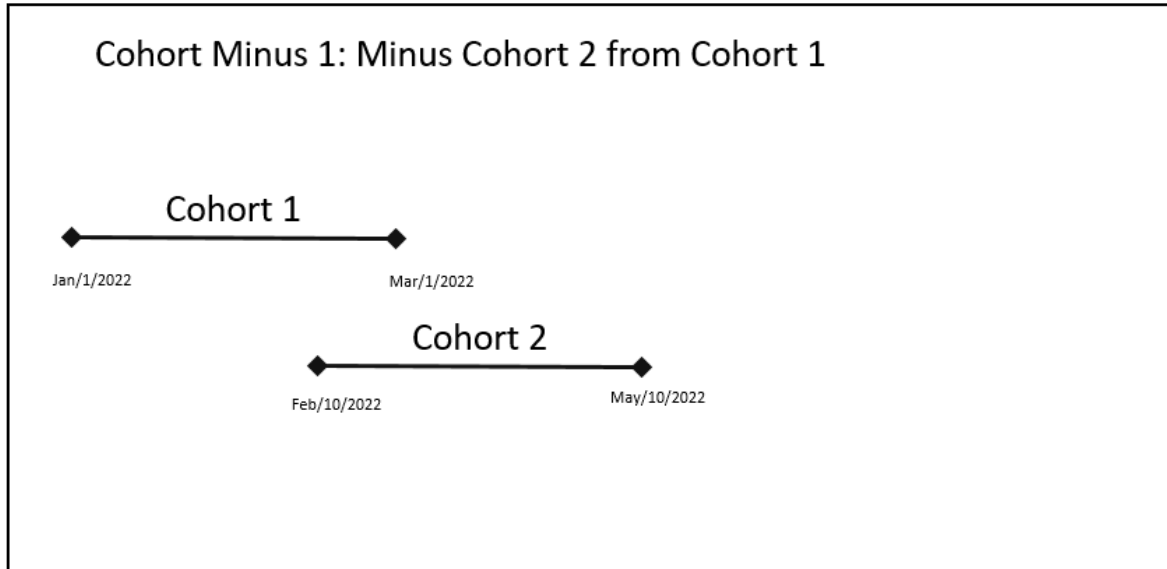 Cohort Minus 1: Minus Cohort 2 from Cohort 1
Cohort 1
Jan/1/2022
Mar/1/2022
Cohort 2
Feb/10/2022
May/10/2022